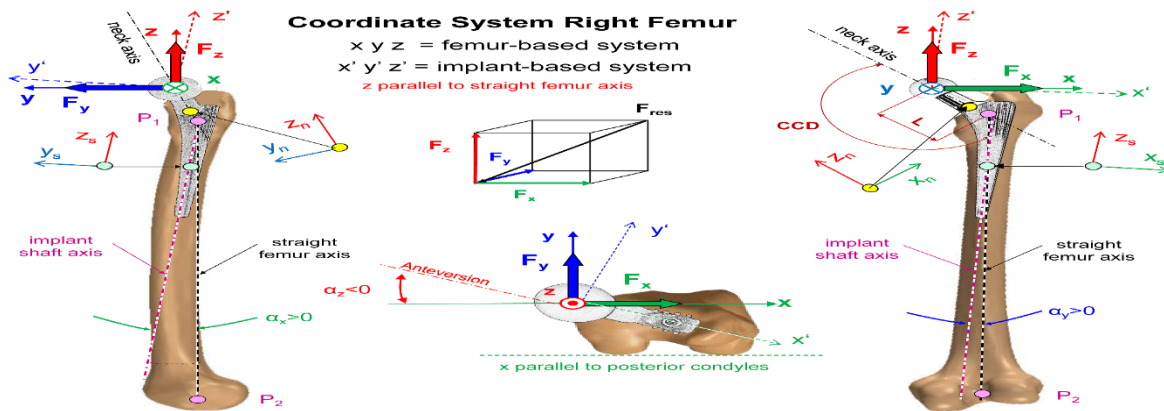 Coordinate System Right Femur
x y z = femur-based system
x' y' z' = implant-based system
z parallel to straight femur axis
neck axis
z
z'
F_z
y'
y
F_y
x
P_1
z_n
y_n
z_s
y_s
implant
shaft axis
straight
femur axis
α_x>0
P_2
F_res
F_z
F_y
F_x
y
y'
F_y
Anteversion
F_x
α_z<0
z
x
x'
x parallel to posterior condyles
neck axis
z
z'
F_z
F_x
x
y
x'
CCD
L
P_1
z_n
x_n
z_s
x_s
implant
shaft axis
straight
femur axis
α_y>0
P_2